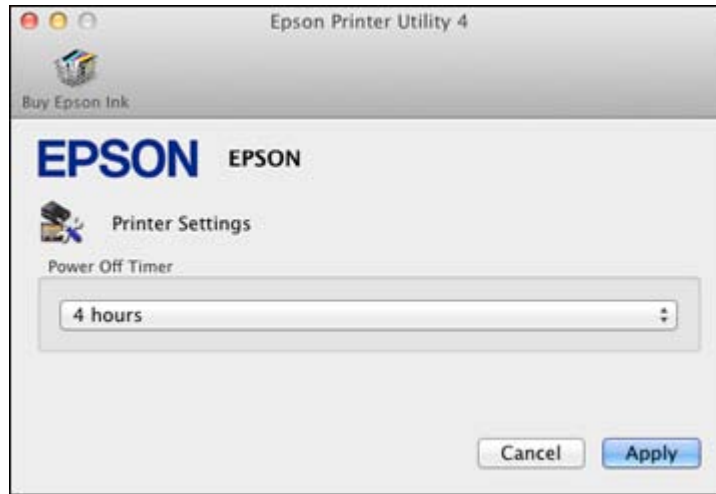 Epson Printer Utility 4
Buy Epson Ink
EPSON EPSON
Printer Settings
Power Off Timer
4 hours
Cancel Apply